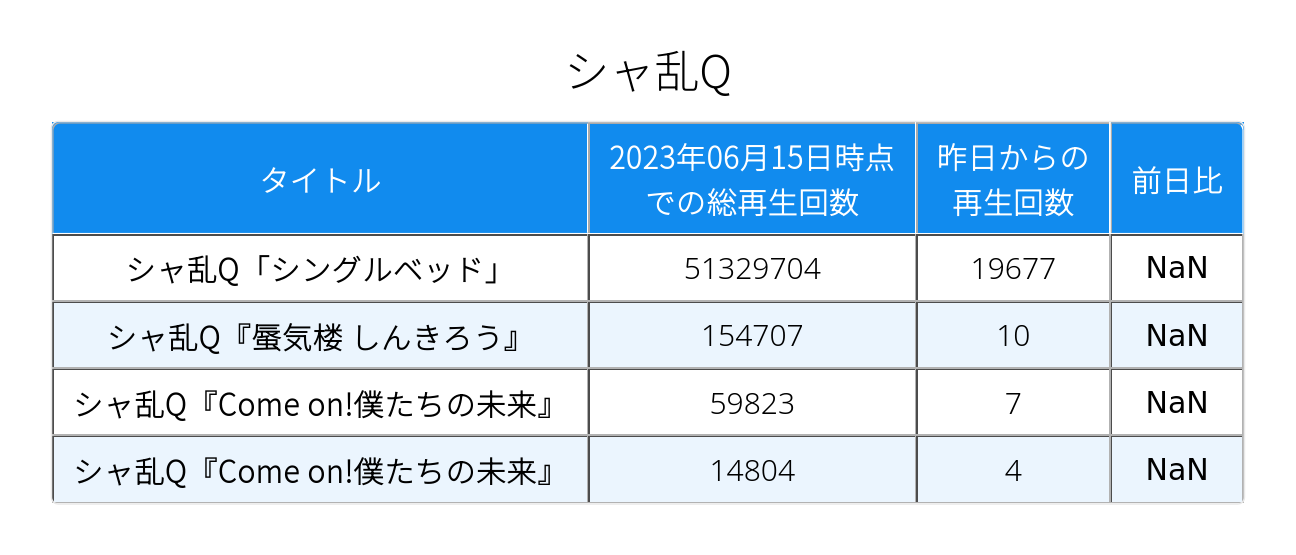 シャ乱Q
タイトル
2023年06月15日時点
での総再生回数
昨日からの
再生回数
前日比
シャ乱Q「シングルベッド」 51329704 19677 NaN
シャ乱Q『蜃気楼 しんきろう』 154707 10 NaN
シャ乱Q『Come on!僕たちの未来』 59823 7 NaN
シャ乱Q『Come on!僕たちの未来』 14804 4 NaN